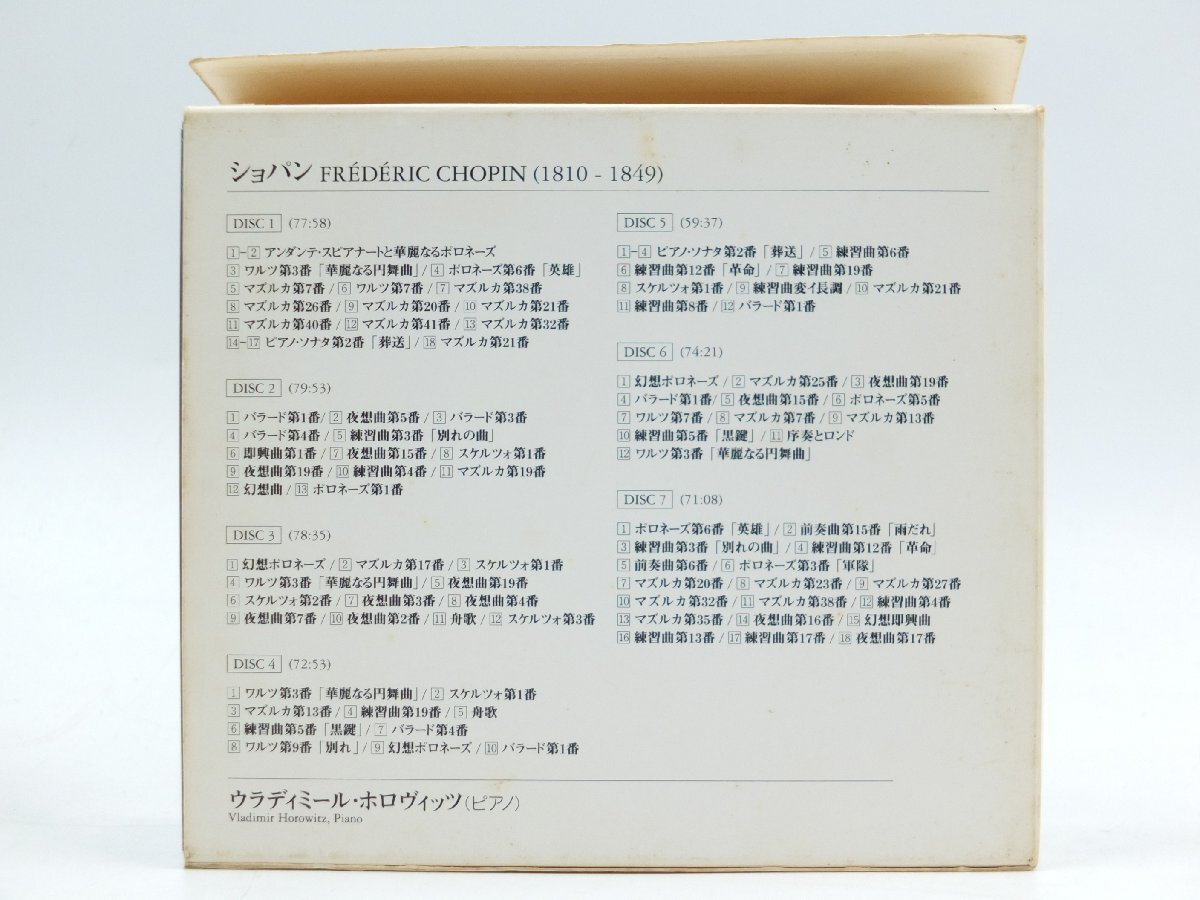 ショパン FRÉDÉRIC CHOPIN (1810 - 1849)
DISC 1 (77:58)
1-2 アンダンテ・スピアナートと華麗なるポロネーズ
3 ワルツ第3番「華麗なる円舞曲」/ 4 ポロネーズ第6番「英雄」
5 マズルカ第7番 / 6 ワルツ第7番 / 7 マズルカ第38番
8 マズルカ第26番 / 9 マズルカ第20番 / 10 マズルカ第21番
11 マズルカ第40番 / 12 マズルカ第41番 / 13 マズルカ第32番
14-17 ピアノ・ソナタ第2番「葬送」/ 18 マズルカ第21番
DISC 2 (79:53)
1 バラード第1番 / 2 夜想曲第5番 / 3 バラード第3番
4 バラード第4番 / 5 練習曲第3番「別れの曲」
6 即興曲第1番 / 7 夜想曲第15番 / 8 スケルツォ第1番
9 夜想曲第19番 / 10 練習曲第4番 / 11 マズルカ第19番
12 幻想曲 / 13 ポロネーズ第1番
DISC 3 (78:35)
1 幻想ポロネーズ / 2 マズルカ第17番 / 3 スケルツォ第1番
4 ワルツ第3番「華麗なる円舞曲」/ 5 夜想曲第19番
6 スケルツォ第2番 / 7 夜想曲第3番 / 8 夜想曲第4番
9 夜想曲第7番 / 10 夜想曲第2番 / 11 舟歌 / 12 スケルツォ第3番
DISC 4 (72:53)
1 ワルツ第3番「華麗なる円舞曲」/ 2 スケルツォ第1番
3 マズルカ第13番 / 4 練習曲第19番 / 5 舟歌
6 練習曲第5番「黒鍵」/ 7 バラード第4番
8 ワルツ第9番「別れ」/ 9 幻想ポロネーズ / 10 バラード第1番
DISC 5 (59:37)
1-4 ピアノ・ソナタ第2番「葬送」/ 5 練習曲第6番
6 練習曲第12番「革命」/ 7 練習曲第19番
8 スケルツォ第1番 / 9 練習曲変イ長調 / 10 マズルカ第21番
11 練習曲第8番 / 12 バラード第1番
DISC 6 (74:21)
1 幻想ポロネーズ / 2 マズルカ第25番 / 3 夜想曲第19番
4 バラード第1番 / 5 夜想曲第15番 / 6 ポロネーズ第5番
7 ワルツ第7番 / 8 マズルカ第7番 / 9 マズルカ第13番
10 練習曲第5番「黒鍵」/ 11 序奏とロンド
12 ワルツ第3番「華麗なる円舞曲」
DISC 7 (71:08)
1 ポロネーズ第6番「英雄」/ 2 前奏曲第15番「雨だれ」
3 練習曲第3番「別れの曲」/ 4 練習曲第12番「革命」
5 前奏曲第6番 / 6 ポロネーズ第3番「軍隊」
7 マズルカ第20番 / 8 マズルカ第23番 / 9 マズルカ第27番
10 マズルカ第32番 / 11 マズルカ第38番 / 12 練習曲第4番
13 マズルカ第35番 / 14 夜想曲第16番 / 15 幻想即興曲
16 練習曲第13番 / 17 練習曲第17番 / 18 夜想曲第17番
ウラディミール・ホロヴィッツ(ピアノ)
Vladimir Horowitz, Piano